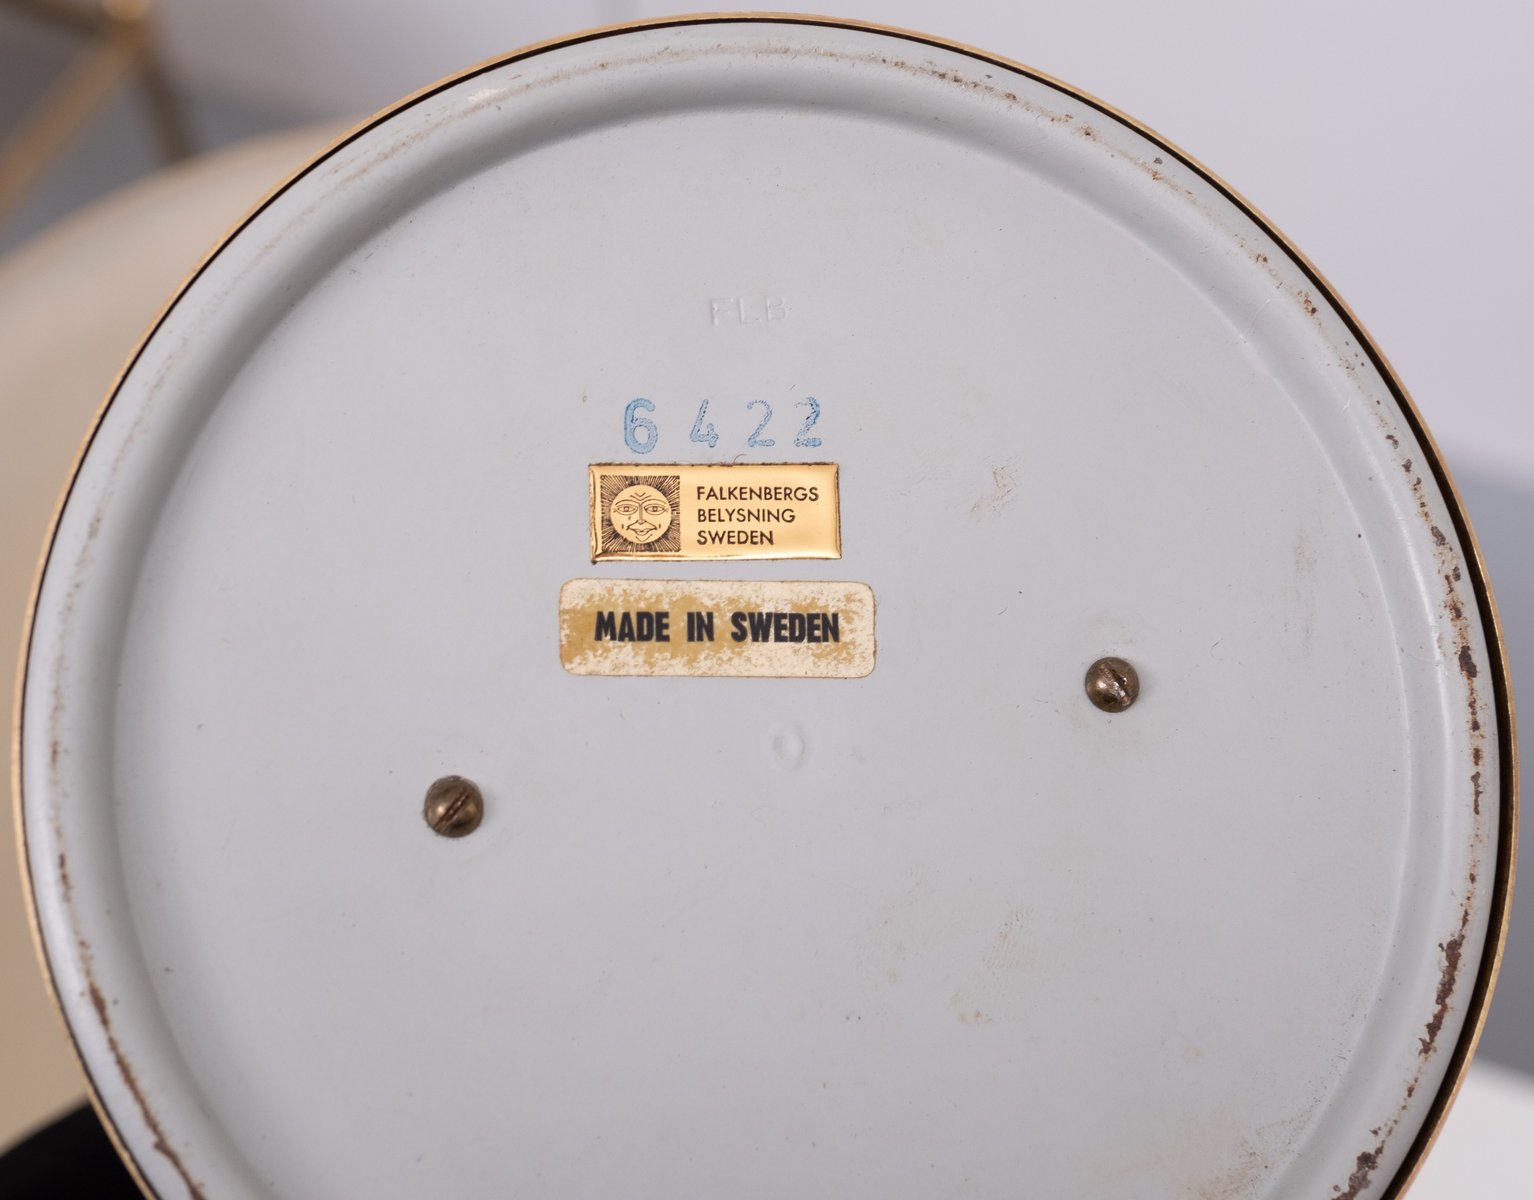 FLB
6422
FALKENBERGS
BELYSNING
SWEDEN
MADE IN SWEDEN